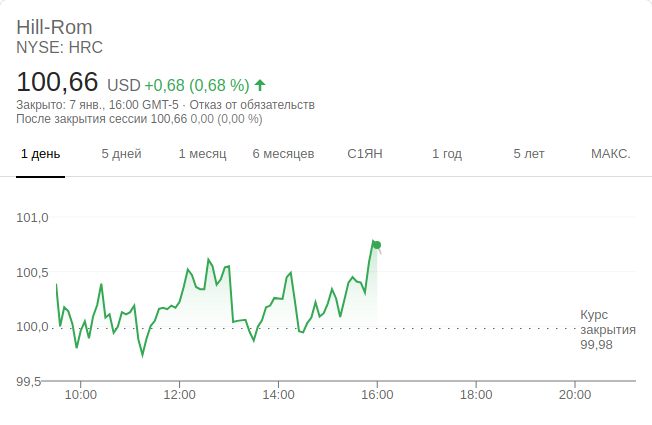 Hill-Rom
NYSE: HRC
100,66 USD +0,68 (0,68 %)
Закрыто: 7 янв., 16:00 GMT-5 · Отказ от обязательств
После закрытия сессии 100,66 0,00 (0,00 %)
1 день 5 дней 1 месяц 6 месяцев С1ЯН 1 год 5 лет МАКС.
101,0
100,5
100,0
99,5
Курс
закрытия
99,98
10:00 12:00 14:00 16:00 18:00 20:00